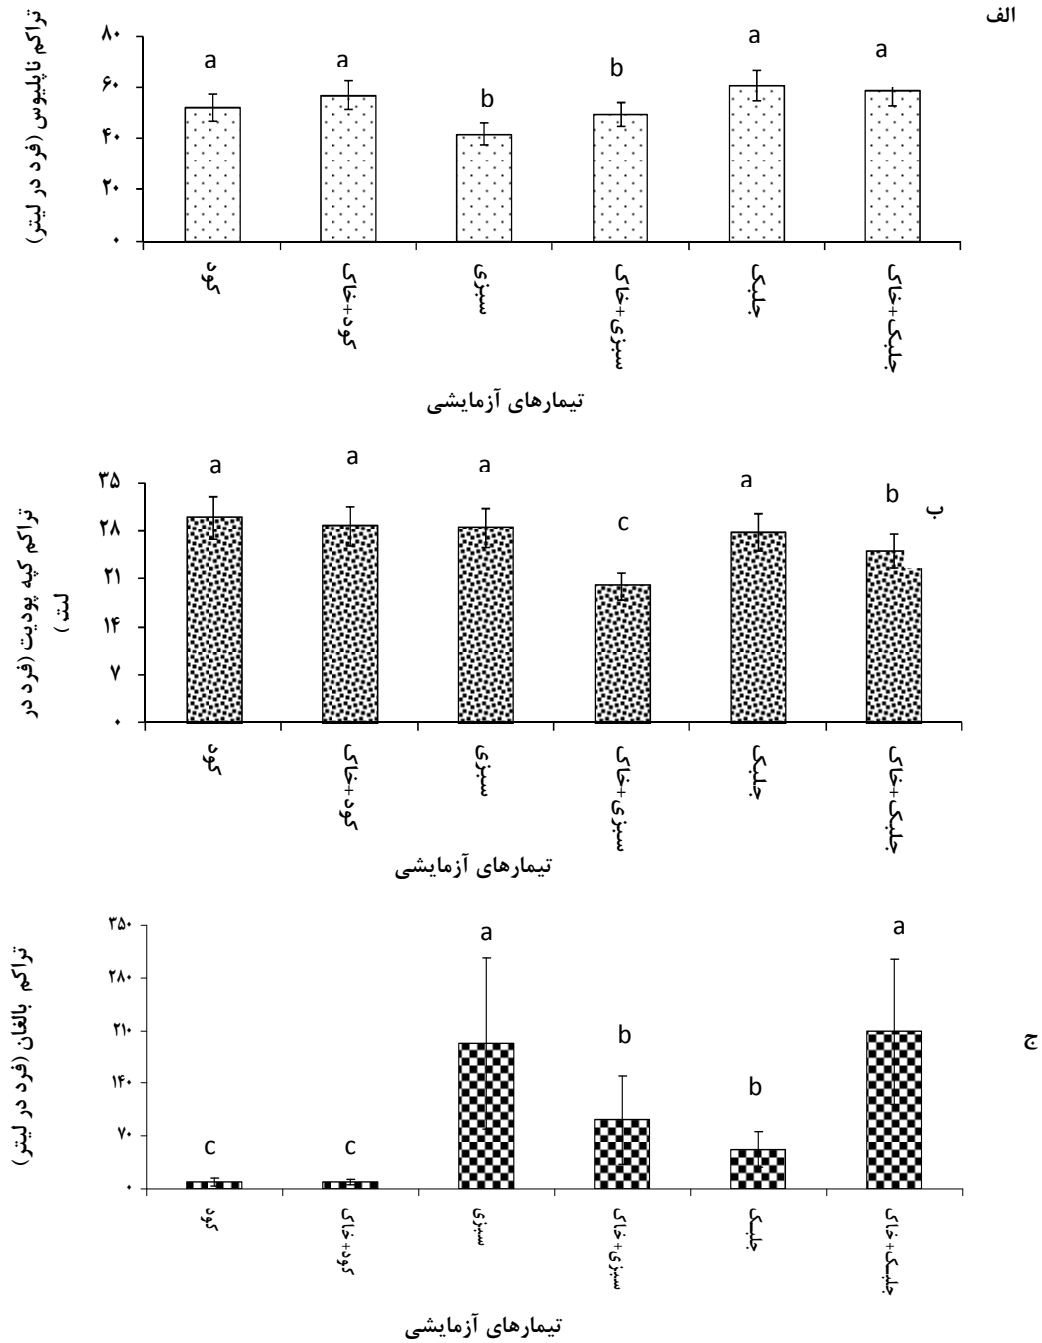 الف
تراکم ناپلیوس (فرد در لیتر)
۸۰
۶۰
۴۰
۲۰
۰
a a b b a a
کود
کود+خاک
سبزی
سبزی+خاک
جلبک
جلبک+خاک
تیمارهای آزمایشی
ب
تراکم کپه پودیت (فرد در
لیتر)
۳۵
۲۸
۲۱
۱۴
۷
۰
a a a c a b
کود
کود+خاک
سبزی
سبزی+خاک
جلبک
جلبک+خاک
تیمارهای آزمایشی
ج
تراکم بالغان (فرد در لیتر)
۳۵۰
۲۸۰
۲۱۰
۱۴۰
۷۰
۰
c c a b b a
کود
کود+خاک
سبزی
سبزی+خاک
جلبک
جلبک+خاک
تیمارهای آزمایشی